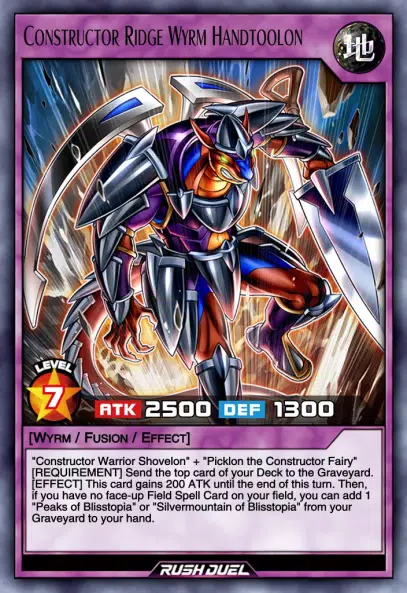 Constructor Ridge Wyrm Handtoolon
地
LEVEL
7
ATK 2500 DEF 1300
[Wyrm / Fusion / Effect]
"Constructor Warrior Shovelon" + "Picklon the Constructor Fairy"
[REQUIREMENT] Send the top card of your Deck to the Graveyard.
[EFFECT] This card gains 200 ATK until the end of this turn. Then,
if you have no face-up Field Spell Card on your field, you can add 1
"Peaks of Blisstopia" or "Silvermountain of Blisstopia" from your
Graveyard to your hand.
RUSH DUEL